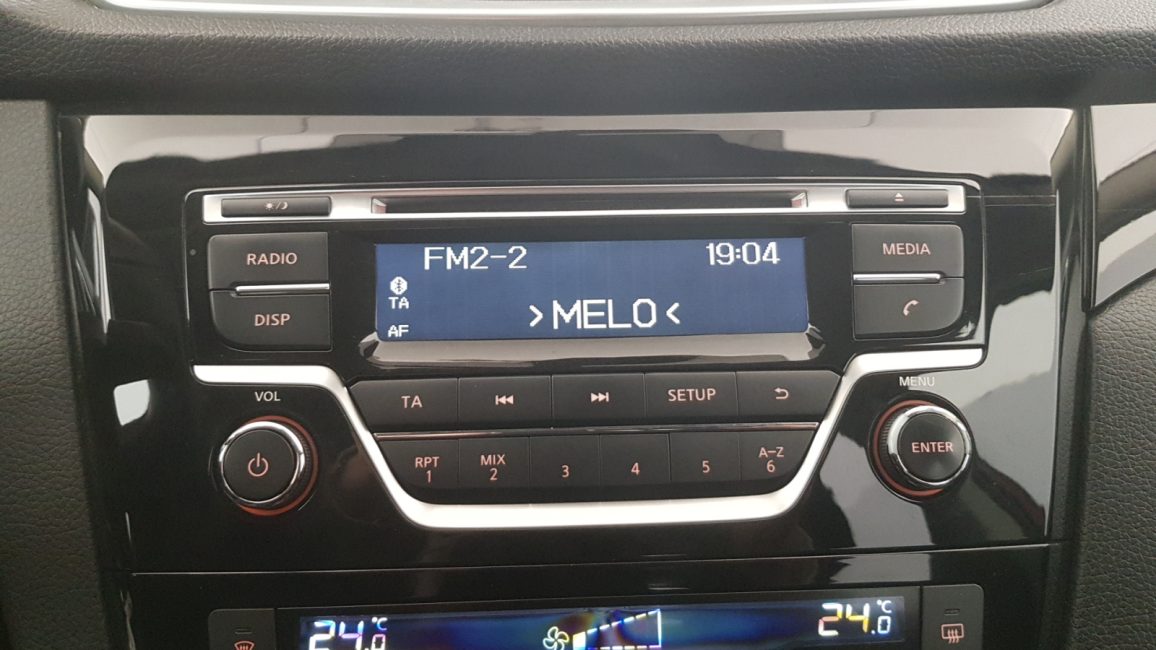 RADIO
DISP
FM2-2 19:04
TA
AF
>MELO<
MEDIA
VOL
TA
SETUP
MENU
ENTER
RPT
1
MIX
2
3
4
5
A-Z
6
24.0 °C
24.0 °C